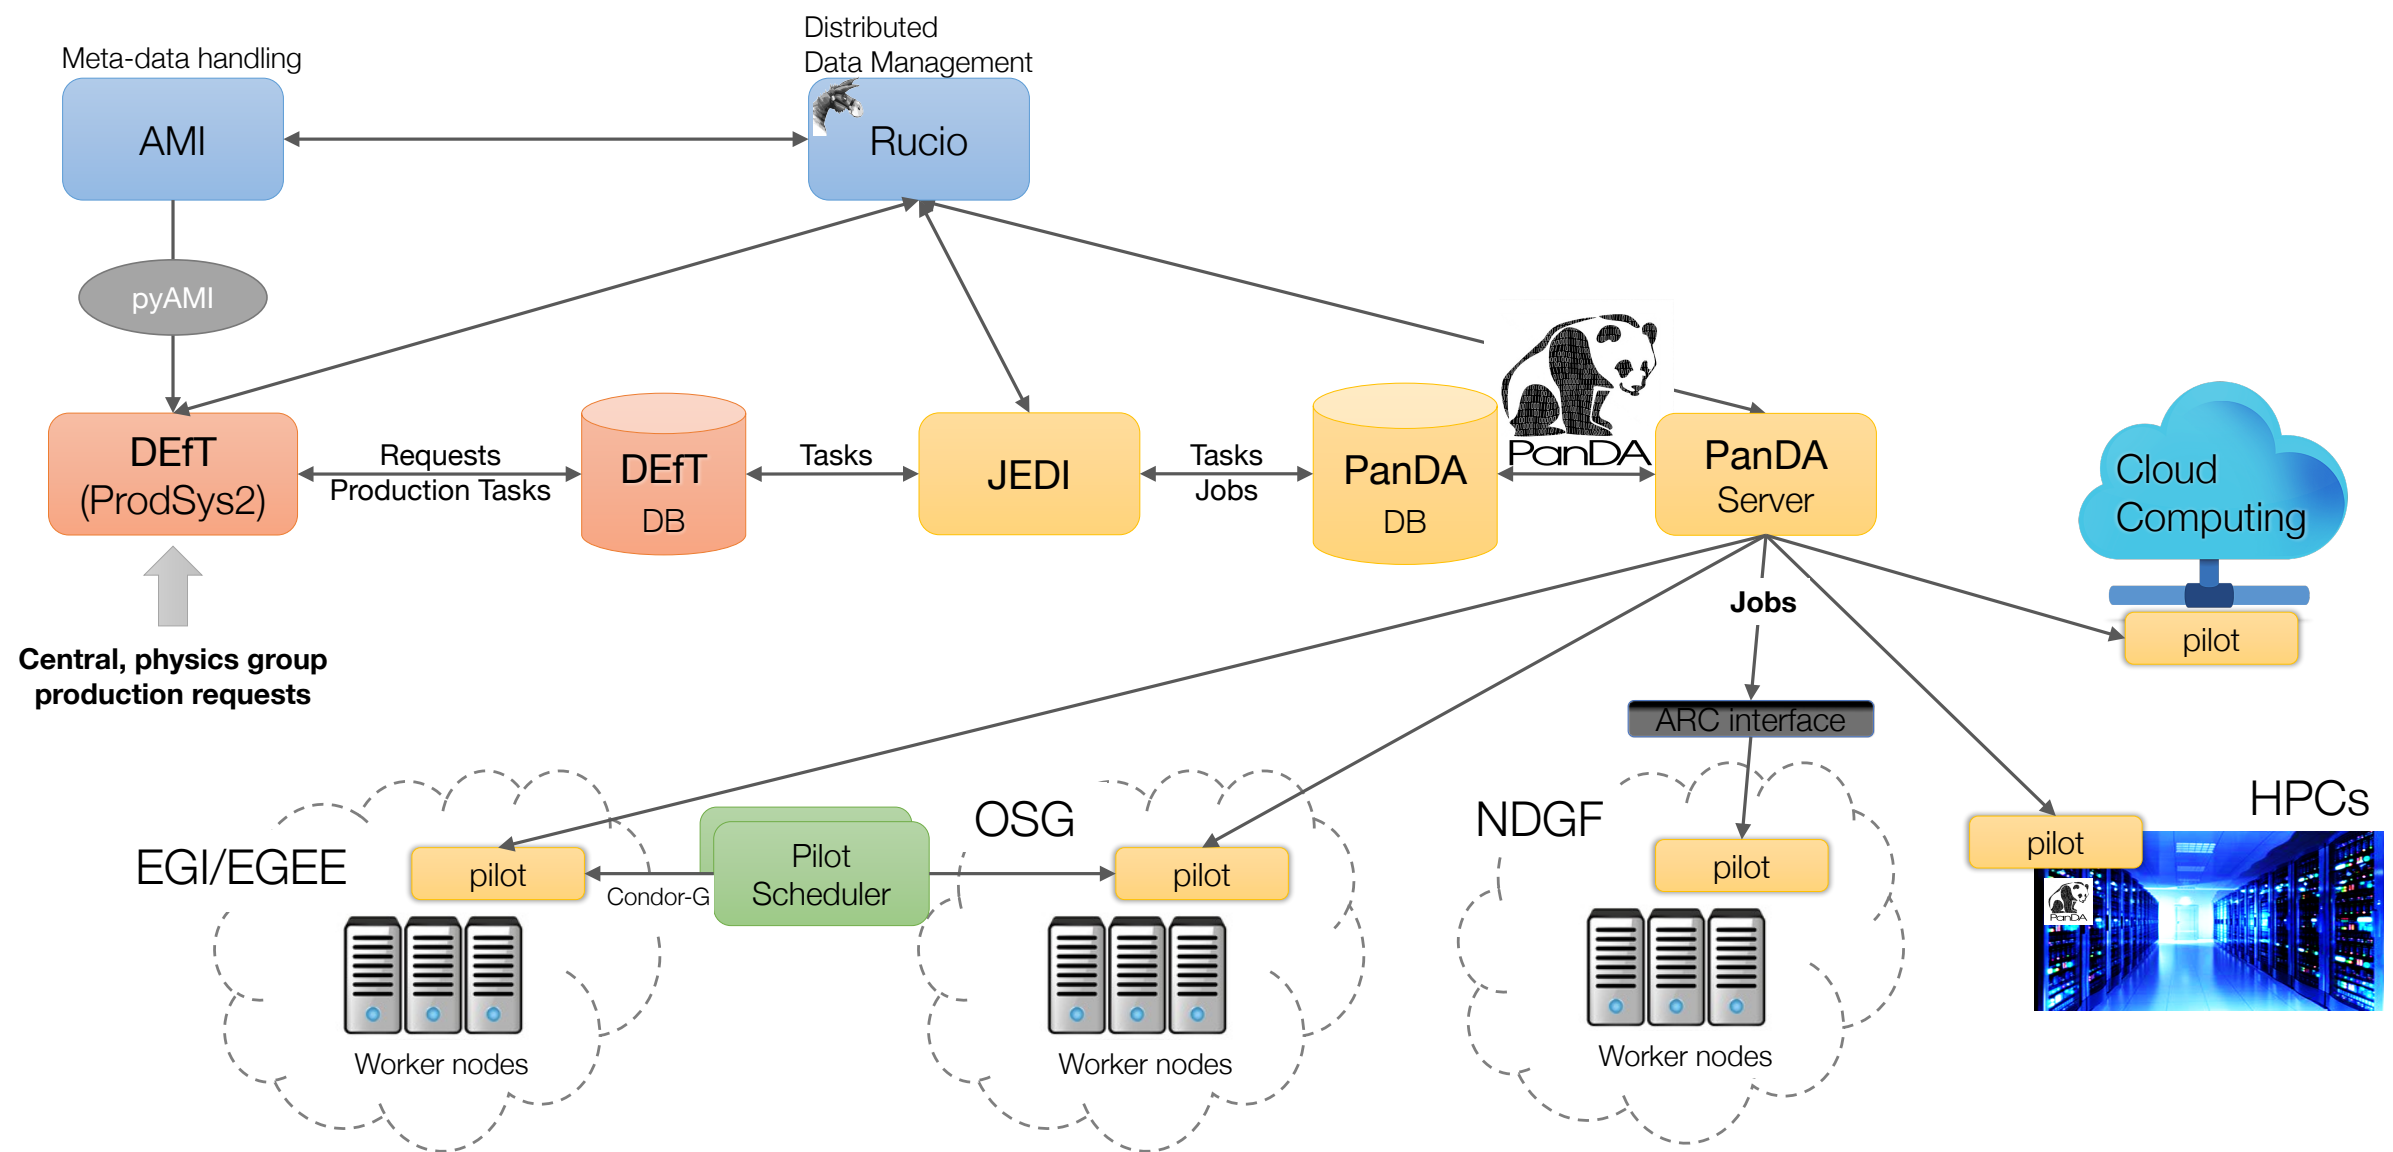 Distributed
Data Management
Meta-data handling
AMI
Rucio
pyAMI
PanDA
DEfT
(ProdSys2)
Requests
Production Tasks
DEfT
DB
Tasks
JEDI
Tasks
Jobs
PanDA
DB
PanDA
Server
Cloud
Computing
Jobs
pilot
Central, physics group
production requests
ARC interface
HPCs
OSG
NDGF
EGI/EGEE
pilot
Condor-G
Pilot
Scheduler
pilot
pilot
pilot
PanDA
Worker nodes
Worker nodes
Worker nodes